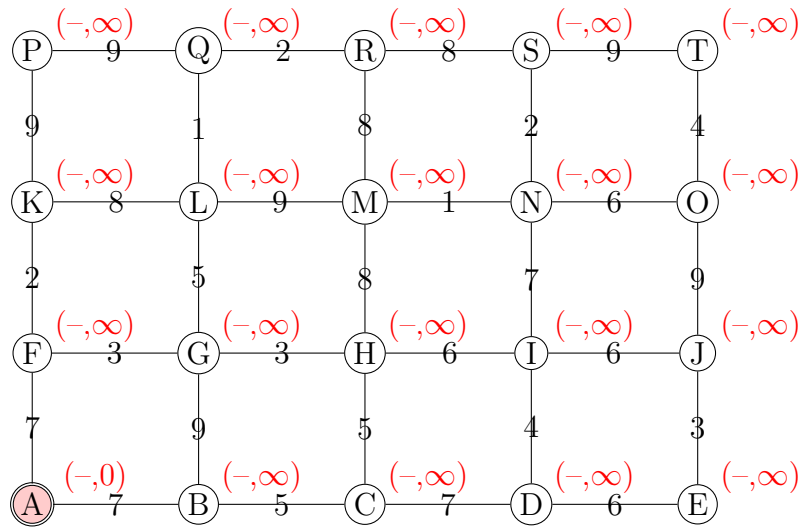 (–,∞) (–,∞) (–,∞) (–,∞) (–,∞)
P 9 Q 2 R 8 S 9 T
9 1 8 2 4
(–,∞) (–,∞) (–,∞) (–,∞) (–,∞)
K 8 L 9 M 1 N 6 O
2 5 8 7 9
(–,∞) (–,∞) (–,∞) (–,∞) (–,∞)
F 3 G 3 H 6 I 6 J
7 9 5 4 3
(–,0) (–,∞) (–,∞) (–,∞) (–,∞)
A 7 B 5 C 7 D 6 E